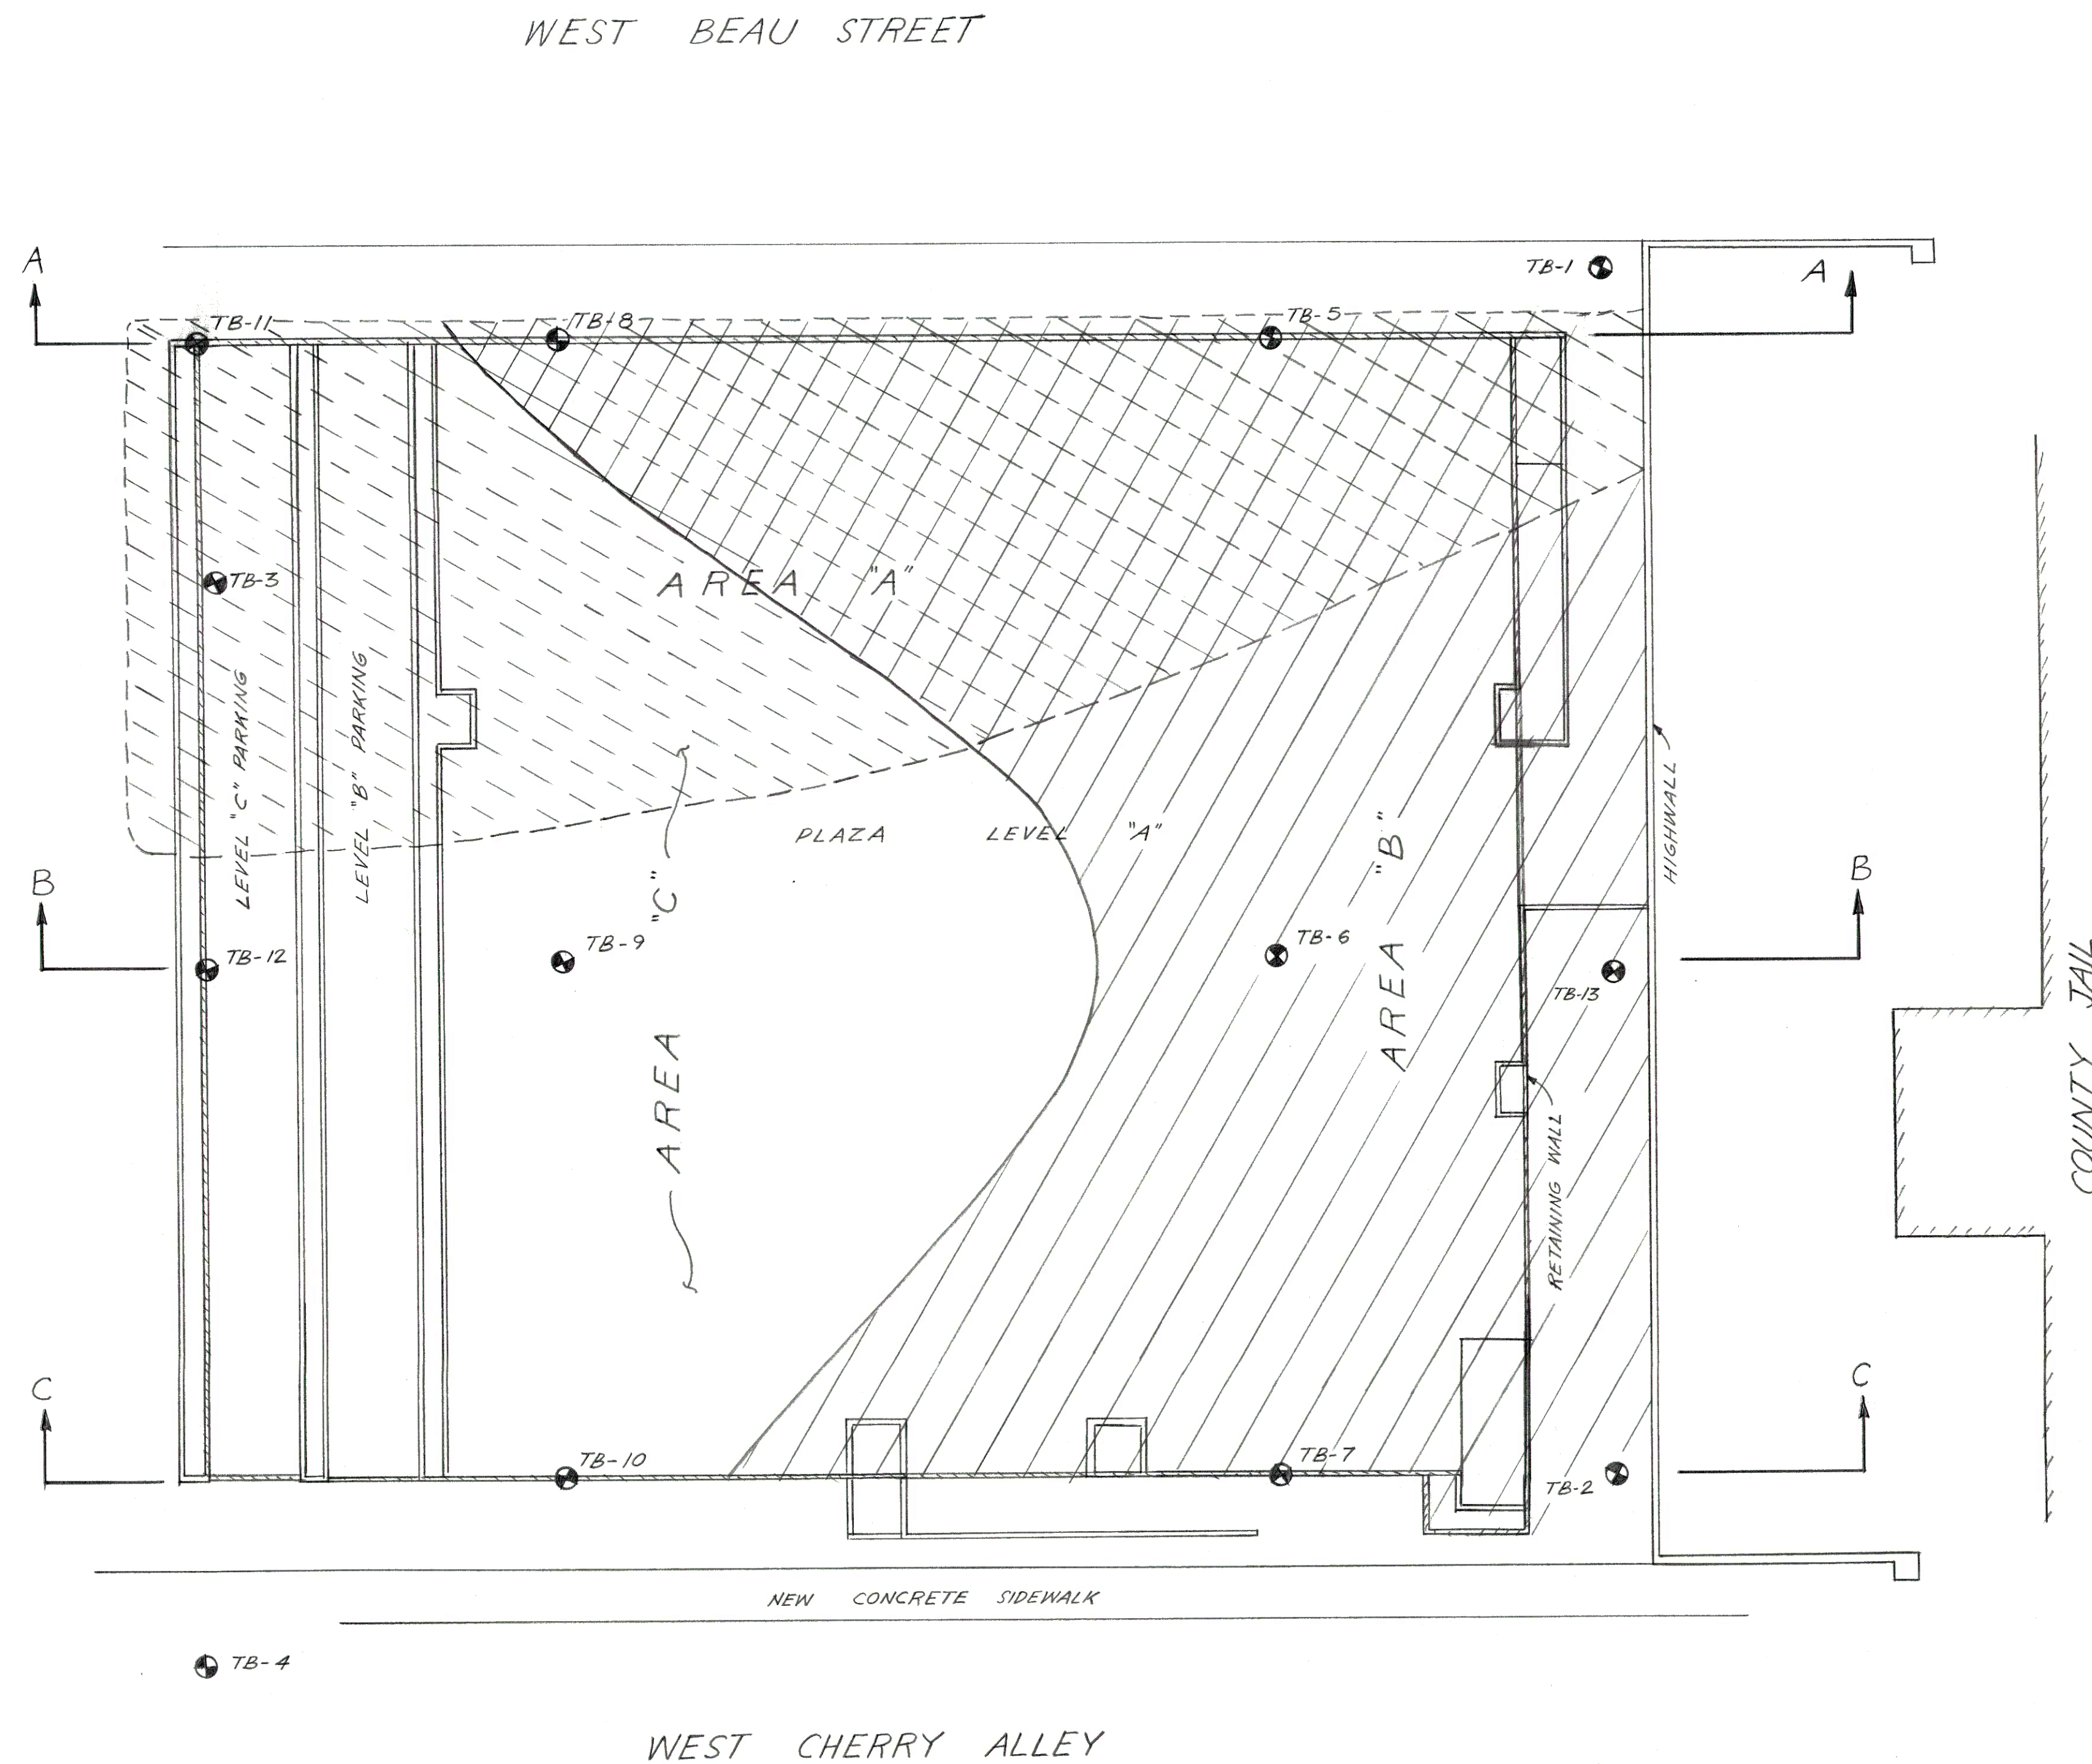 WEST BEAU STREET
A
TB-1
A
TB-11
TB-8
TB-5
AREA "A"
TB-3
LEVEL "C" PARKING
LEVEL "B" PARKING
HIGHWALL
PLAZA LEVEL "A"
AREA "B"
AREA "C"
B
B
TB-9
TB-6
TB-12
TB-13
COUNTY JAIL
RETAINING WALL
C
C
TB-10
TB-7
TB-2
NEW CONCRETE SIDEWALK
TB-4
WEST CHERRY ALLEY